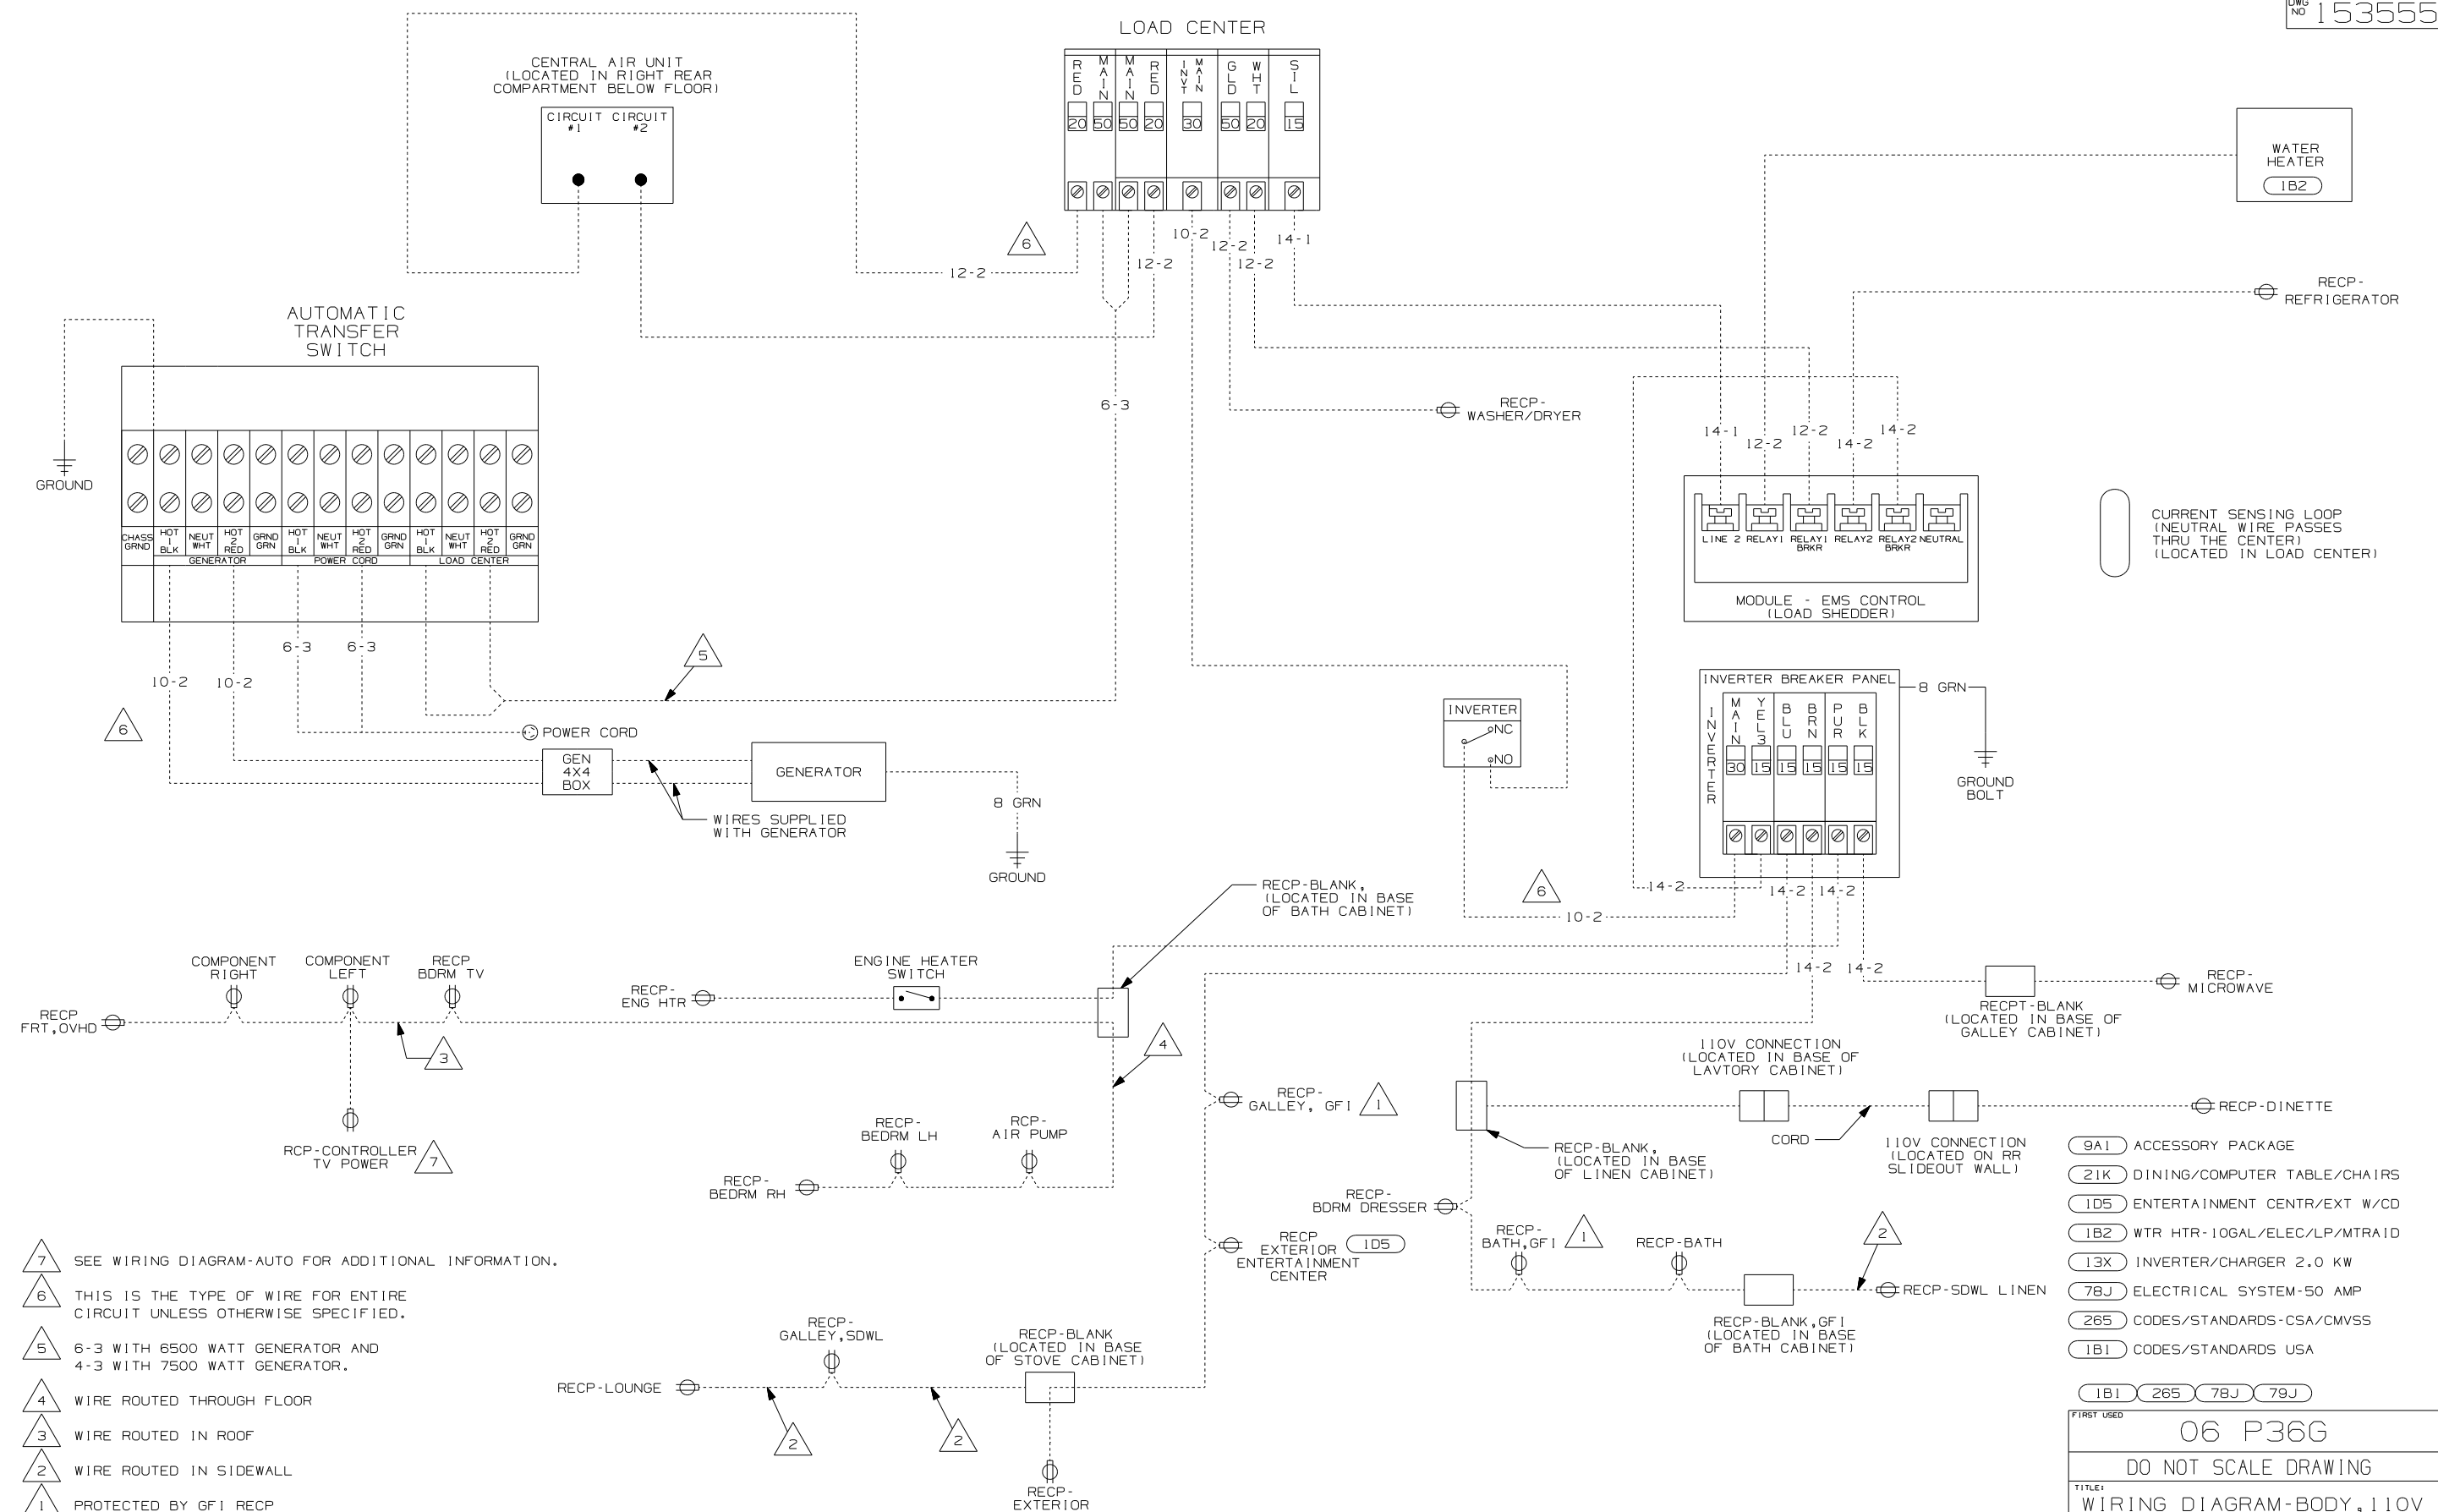 DWG NO 153555
LOAD CENTER
RED MAIN MAIN RED INVT MAIN GLD WHT SIL
20 50 50 20 30 50 20 15
CENTRAL AIR UNIT
(LOCATED IN RIGHT REAR
COMPARTMENT BELOW FLOOR)
CIRCUIT #1 CIRCUIT #2
WATER
HEATER
1B2
6
10-2
12-2
14-1
12-2
12-2
12-2
RECP-
REFRIGERATOR
AUTOMATIC
TRANSFER
SWITCH
GROUND
6-3
RECP-
WASHER/DRYER
14-1
12-2
12-2
14-2
14-2
CHASS GRND
HOT 1 BLK
NEUT WHT
HOT 2 RED
GRND GRN
HOT 1 BLK
NEUT WHT
HOT 2 RED
GRND GRN
HOT 1 BLK
NEUT WHT
HOT 2 RED
GRND GRN
GENERATOR
POWER CORD
LOAD CENTER
LINE 2 RELAY1 RELAY1 BRKR RELAY2 RELAY2 BRKR NEUTRAL
MODULE - EMS CONTROL
(LOAD SHEDDER)
CURRENT SENSING LOOP
(NEUTRAL WIRE PASSES
THRU THE CENTER)
(LOCATED IN LOAD CENTER)
6-3
6-3
5
10-2
10-2
6
POWER CORD
GEN
4X4
BOX
GENERATOR
8 GRN
GROUND
WIRES SUPPLIED
WITH GENERATOR
INVERTER
NC
NO
INVERTER BREAKER PANEL
INVERTER
MAIN YEL3 BLU BRN PUR BLK
30 15 15 15 15 15
8 GRN
GROUND
BOLT
14-2
14-2
14-2
6
10-2
14-2
14-2
RECP-BLANK,
(LOCATED IN BASE
OF BATH CABINET)
COMPONENT
RIGHT
COMPONENT
LEFT
RECP
BDRM TV
ENGINE HEATER
SWITCH
RECP-
ENG HTR
RECP
FRT,OVHD
3
4
RECPT-BLANK
(LOCATED IN BASE OF
GALLEY CABINET)
RECP-
MICROWAVE
110V CONNECTION
(LOCATED IN BASE OF
LAVTORY CABINET)
RECP-
GALLEY, GFI
1
RCP-CONTROLLER
TV POWER
7
RECP-
BEDRM LH
RCP-
AIR PUMP
RECP-
BEDRM RH
RECP-BLANK,
(LOCATED IN BASE
OF LINEN CABINET)
CORD
110V CONNECTION
(LOCATED ON RR
SLIDEOUT WALL)
RECP-DINETTE
RECP-
BDRM DRESSER
RECP-
BATH,GFI
1
RECP-BATH
2
RECP-SDWL LINEN
RECP
EXTERIOR
ENTERTAINMENT
CENTER
1D5
RECP-BLANK,GFI
(LOCATED IN BASE
OF BATH CABINET)
RECP-
GALLEY,SDWL
RECP-BLANK
(LOCATED IN BASE
OF STOVE CABINET)
RECP-LOUNGE
2
2
RECP-
EXTERIOR
7 SEE WIRING DIAGRAM-AUTO FOR ADDITIONAL INFORMATION.
6 THIS IS THE TYPE OF WIRE FOR ENTIRE
CIRCUIT UNLESS OTHERWISE SPECIFIED.
5 6-3 WITH 6500 WATT GENERATOR AND
4-3 WITH 7500 WATT GENERATOR.
4 WIRE ROUTED THROUGH FLOOR
3 WIRE ROUTED IN ROOF
2 WIRE ROUTED IN SIDEWALL
1 PROTECTED BY GFI RECP
9A1 ACCESSORY PACKAGE
21K DINING/COMPUTER TABLE/CHAIRS
1D5 ENTERTAINMENT CENTR/EXT W/CD
1B2 WTR HTR-10GAL/ELEC/LP/MTRAID
13X INVERTER/CHARGER 2.0 KW
78J ELECTRICAL SYSTEM-50 AMP
265 CODES/STANDARDS-CSA/CMVSS
1B1 CODES/STANDARDS USA
1B1 265 78J 79J
FIRST USED
06 P36G
DO NOT SCALE DRAWING
TITLE:
WIRING DIAGRAM-BODY,110V